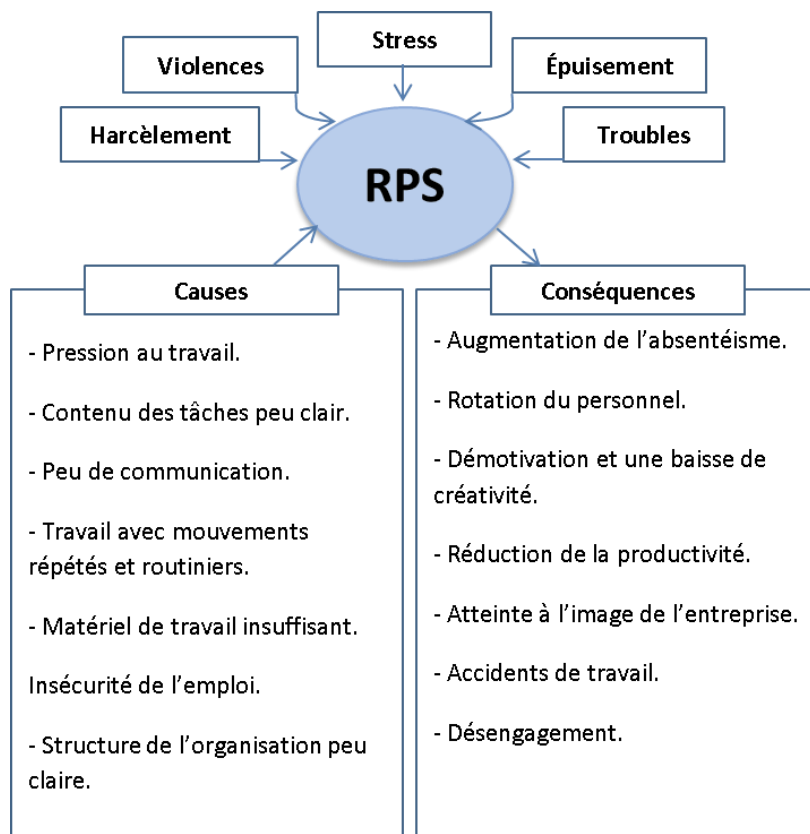 Stress
Violences
Épuisement
Harcèlement
Troubles
RPS
Causes
- Pression au travail.
- Contenu des tâches peu clair.
- Peu de communication.
- Travail avec mouvements
répétés et routiniers.
- Matériel de travail insuffisant.
Insécurité de l’emploi.
- Structure de l’organisation peu
claire.
Conséquences
- Augmentation de l’absentéisme.
- Rotation du personnel.
- Démotivation et une baisse de
créativité.
- Réduction de la productivité.
- Atteinte à l’image de l’entreprise.
- Accidents de travail.
- Désengagement.